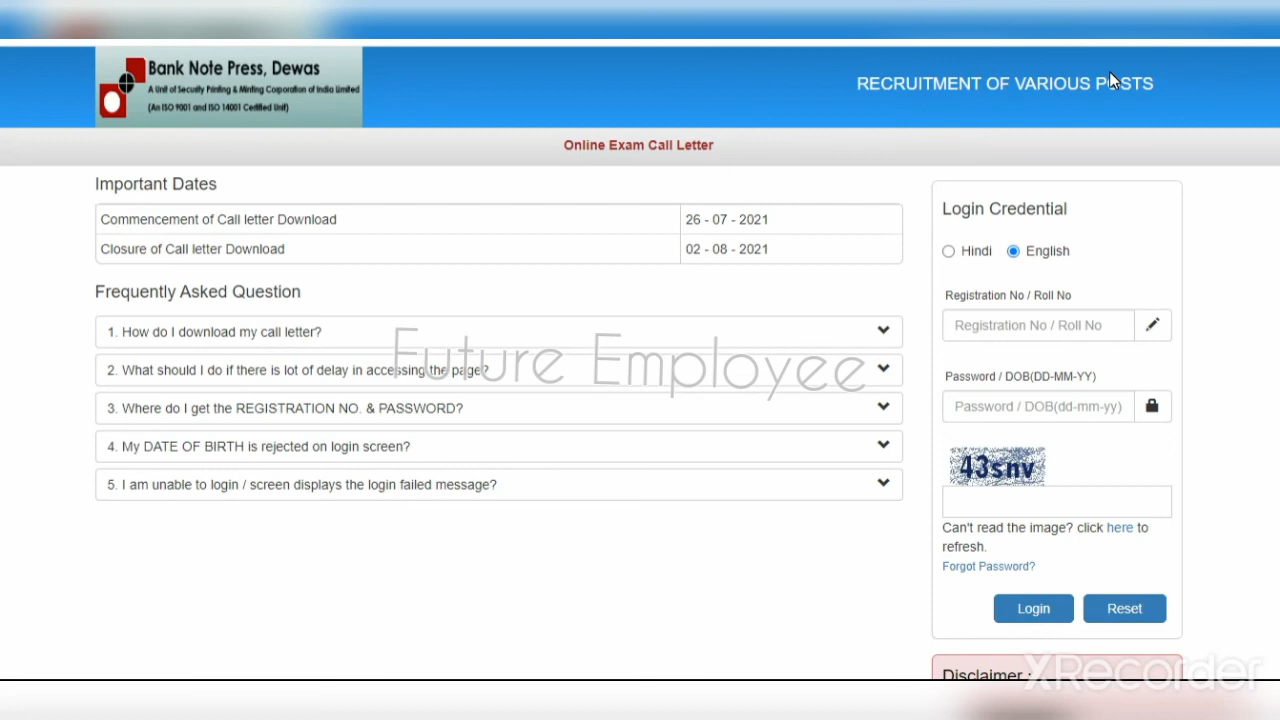 Bank Note Press, Dewas
A Unit of Security Printing & Minting Corporation of India Limited
(An ISO 9001 and ISO 14001 Certified Unit)
RECRUITMENT OF VARIOUS POSTS
Online Exam Call Letter
Important Dates
Commencement of Call letter Download 26 - 07 - 2021
Closure of Call letter Download 02 - 08 - 2021
Frequently Asked Question
1. How do I download my call letter?
2. What should I do if there is lot of delay in accessing the page?
3. Where do I get the REGISTRATION NO. & PASSWORD?
4. My DATE OF BIRTH is rejected on login screen?
5. I am unable to login / screen displays the login failed message?
Future Employee
Login Credential
Hindi English
Registration No / Roll No
Registration No / Roll No
Password / DOB(DD-MM-YY)
Password / DOB(dd-mm-yy)
43snv
Can't read the image? click here to
refresh.
Forgot Password?
Login Reset
Disclaimer :
XRecorder